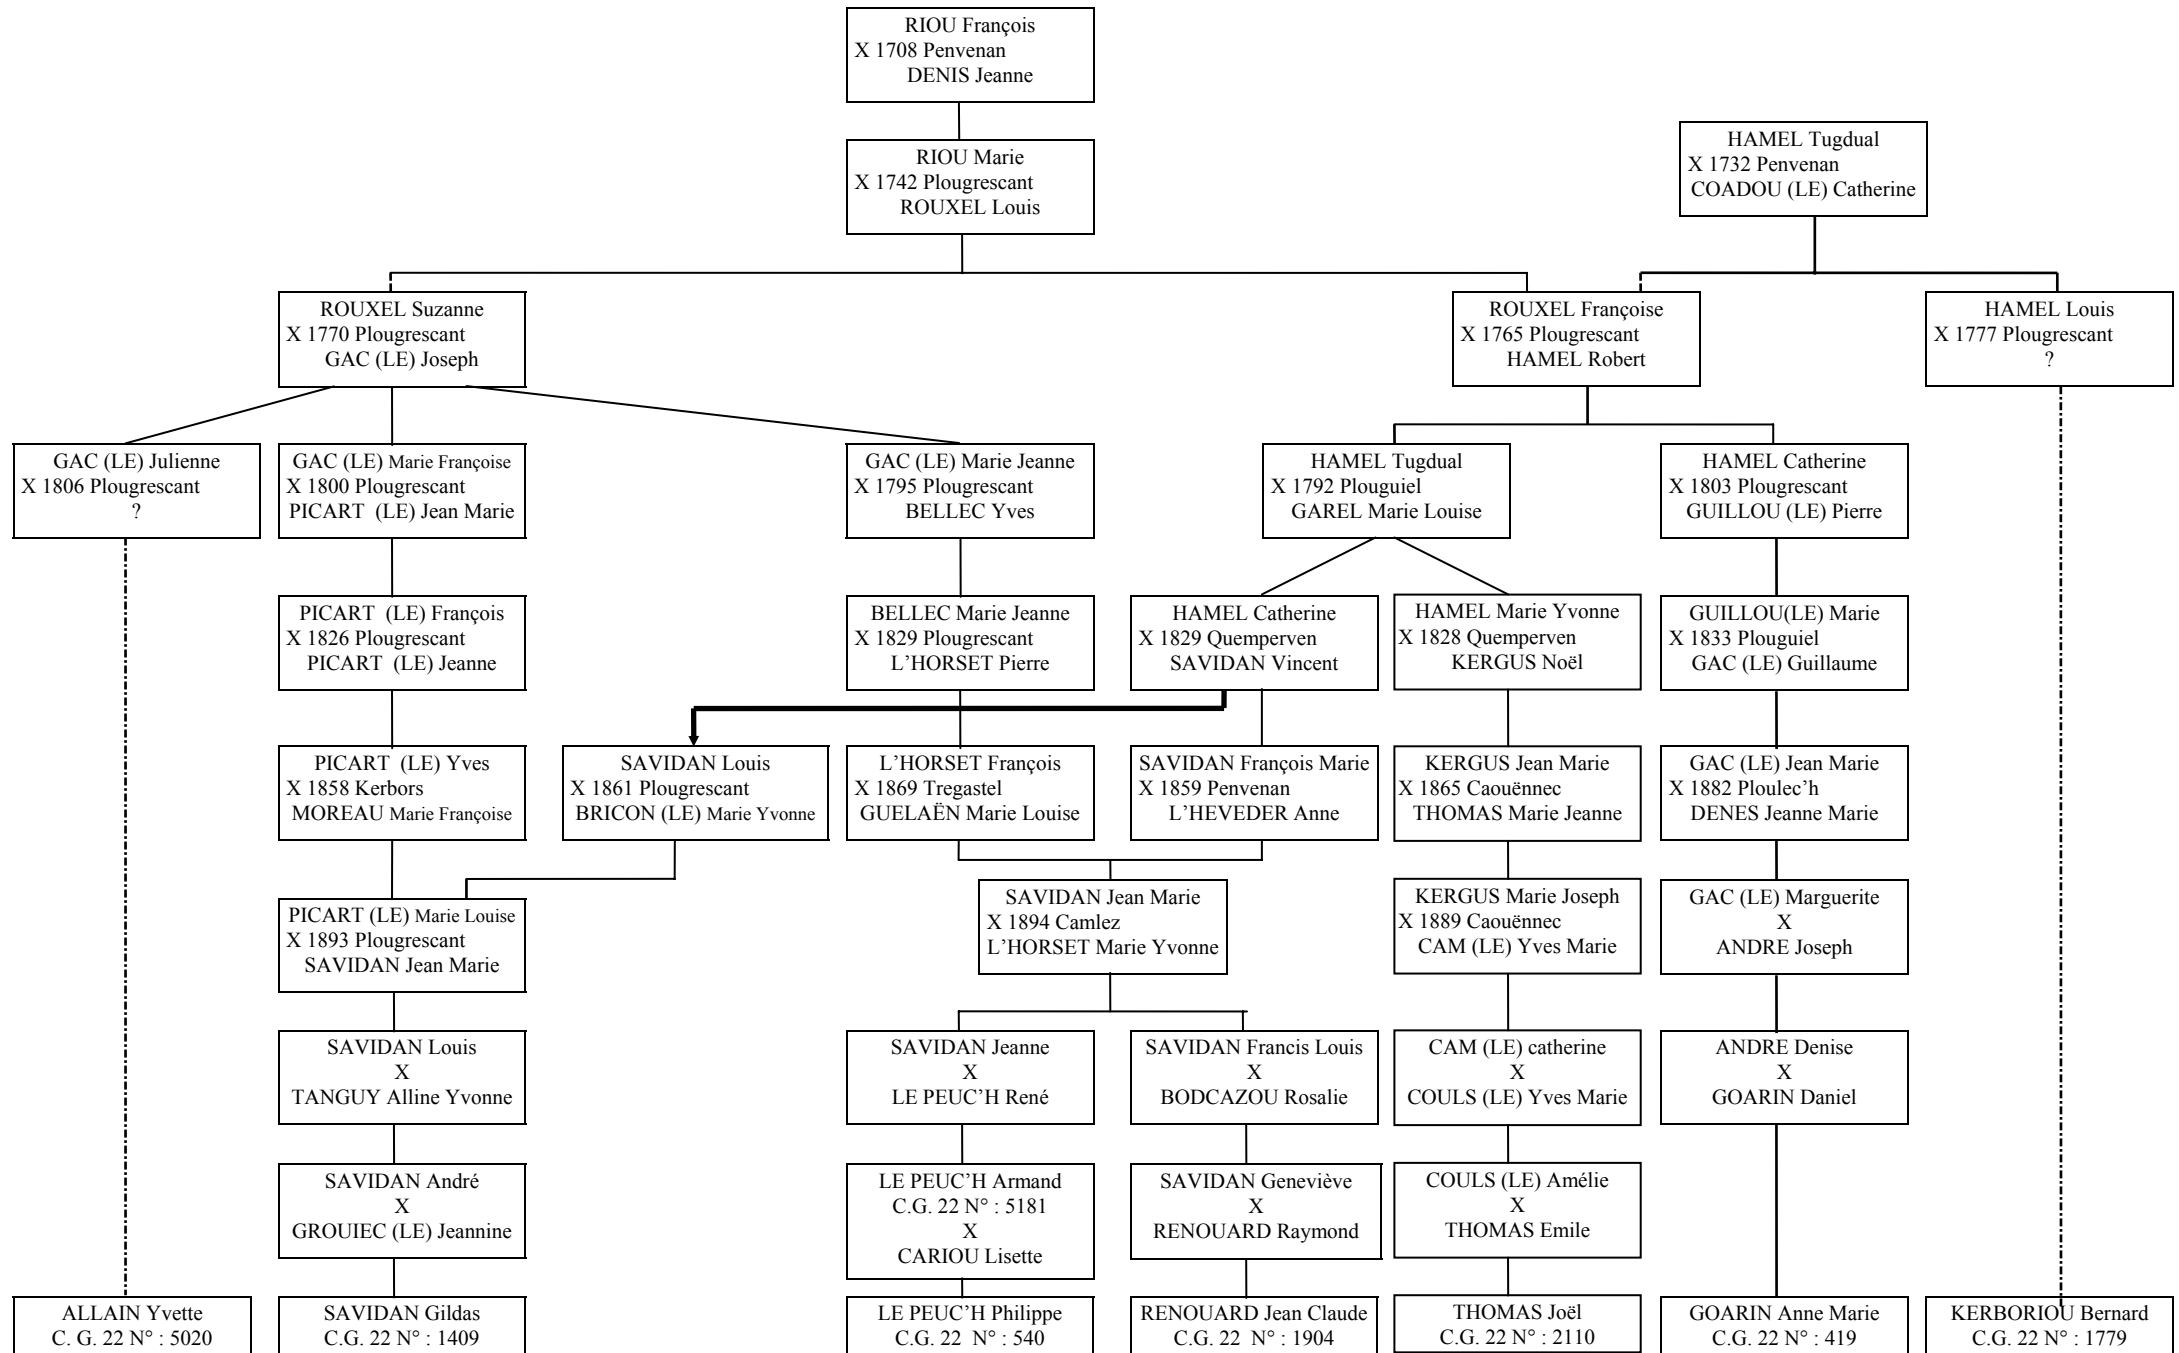 RIOU François
X 1708 Penvenan
DENIS Jeanne
RIOU Marie
X 1742 Plougrescant
ROUXEL Louis
HAMEL Tugdual
X 1732 Penvenan
COADOU (LE) Catherine
ROUXEL Suzanne
X 1770 Plougrescant
GAC (LE) Joseph
ROUXEL Françoise
X 1765 Plougrescant
HAMEL Robert
HAMEL Louis
X 1777 Plougrescant
?
GAC (LE) Julienne
X 1806 Plougrescant
?
GAC (LE) Marie Françoise
X 1800 Plougrescant
PICART (LE) Jean Marie
GAC (LE) Marie Jeanne
X 1795 Plougrescant
BELLEC Yves
HAMEL Tugdual
X 1792 Plouguiel
GAREL Marie Louise
HAMEL Catherine
X 1803 Plougrescant
GUILLOU (LE) Pierre
PICART (LE) François
X 1826 Plougrescant
PICART (LE) Jeanne
BELLEC Marie Jeanne
X 1829 Plougrescant
L'HORSET Pierre
HAMEL Catherine
X 1829 Quemperven
SAVIDAN Vincent
HAMEL Marie Yvonne
X 1828 Quemperven
KERGUS Noël
GUILLOU(LE) Marie
X 1833 Plouguiel
GAC (LE) Guillaume
PICART (LE) Yves
X 1858 Kerbors
MOREAU Marie Françoise
SAVIDAN Louis
X 1861 Plougrescant
BRICON (LE) Marie Yvonne
L'HORSET François
X 1869 Tregastel
GUELAËN Marie Louise
SAVIDAN François Marie
X 1859 Penvenan
L'HEVEDER Anne
KERGUS Jean Marie
X 1865 Caouënnec
THOMAS Marie Jeanne
GAC (LE) Jean Marie
X 1882 Ploulec'h
DENES Jeanne Marie
PICART (LE) Marie Louise
X 1893 Plougrescant
SAVIDAN Jean Marie
SAVIDAN Jean Marie
X 1894 Camlez
L'HORSET Marie Yvonne
KERGUS Marie Joseph
X 1889 Caouënnec
CAM (LE) Yves Marie
GAC (LE) Marguerite
X
ANDRE Joseph
SAVIDAN Louis
X
TANGUY Alline Yvonne
SAVIDAN Jeanne
X
LE PEUC'H René
SAVIDAN Francis Louis
X
BODCAZOU Rosalie
CAM (LE) catherine
X
COULS (LE) Yves Marie
ANDRE Denise
X
GOARIN Daniel
SAVIDAN André
X
GROUIEC (LE) Jeannine
LE PEUC'H Armand
C.G. 22 N° : 5181
X
CARIOU Lisette
SAVIDAN Geneviève
X
RENOUARD Raymond
COULS (LE) Amélie
X
THOMAS Emile
ALLAIN Yvette
C. G. 22 N° : 5020
SAVIDAN Gildas
C.G. 22 N° : 1409
LE PEUC'H Philippe
C.G. 22 N° : 540
RENOUARD Jean Claude
C.G. 22 N° : 1904
THOMAS Joël
C.G. 22 N° : 2110
GOARIN Anne Marie
C.G. 22 N° : 419
KERBORIOU Bernard
C.G. 22 N° : 1779